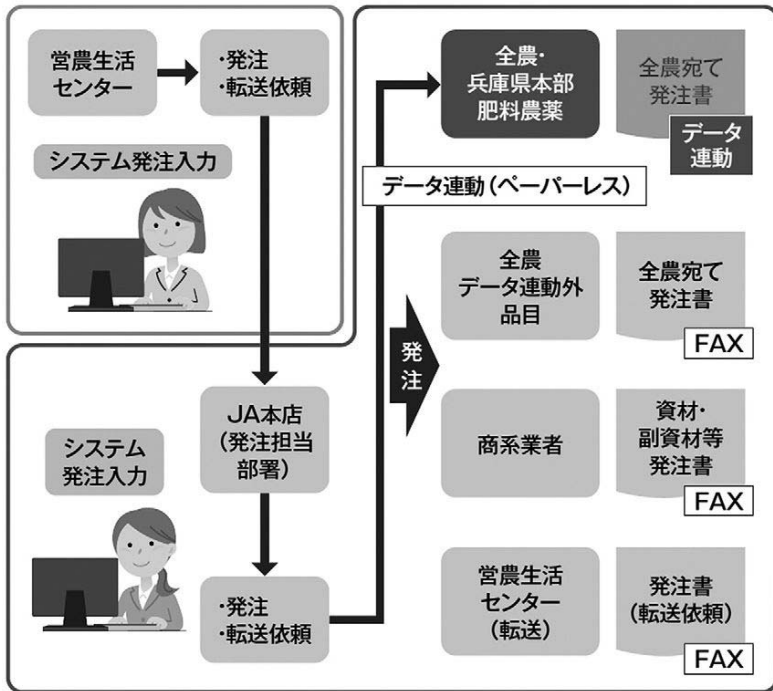 営農生活
センター
・発注
・転送依頼
システム発注入力
全農・
兵庫県本部
肥料農薬
全農宛て
発注書
データ
連動
データ連動(ペーパーレス)
全農
データ連動外
品目
全農宛て
発注書
FAX
発注
JA本店
(発注担当
部署)
システム
発注入力
商系業者
資材・
副資材等
発注書
FAX
・発注
・転送依頼
営農生活
センター
(転送)
発注書
(転送依頼)
FAX